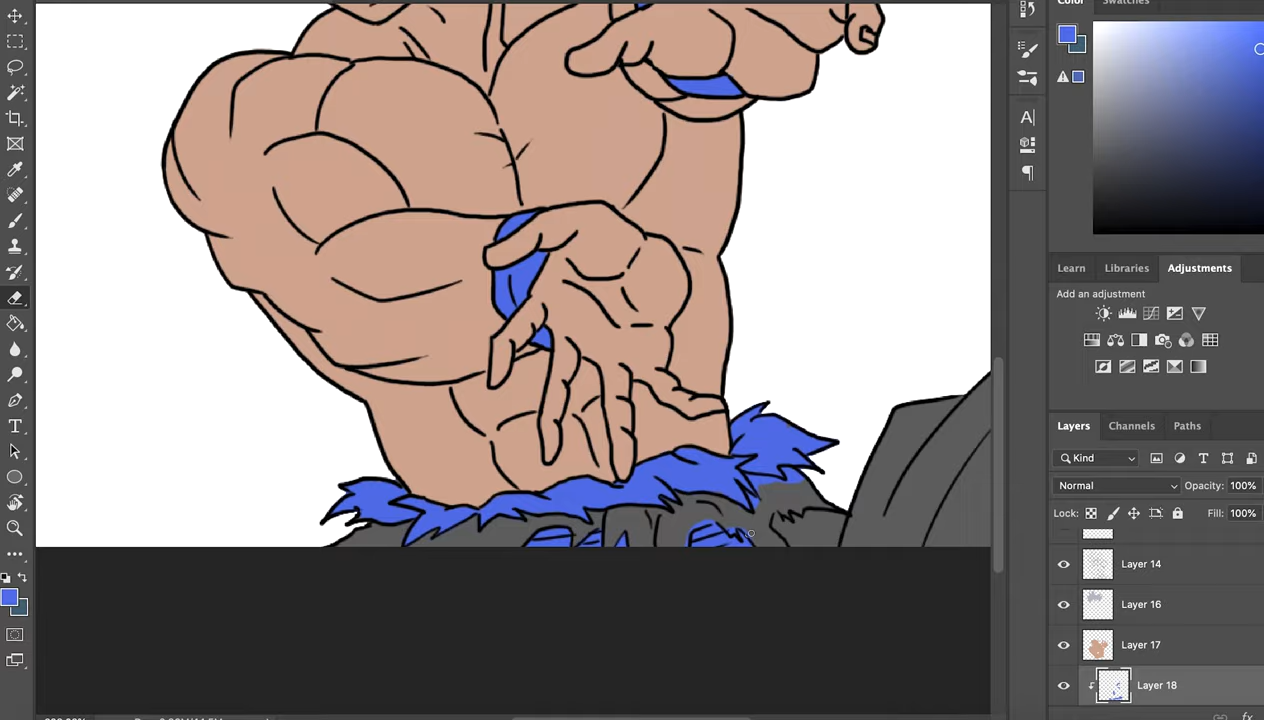 Color Swatches
Learn Libraries Adjustments
Add an adjustment
Layers Channels Paths
Kind
Normal Opacity: 100%
Lock: Fill: 100%
Layer 14
Layer 16
Layer 17
Layer 18
fx